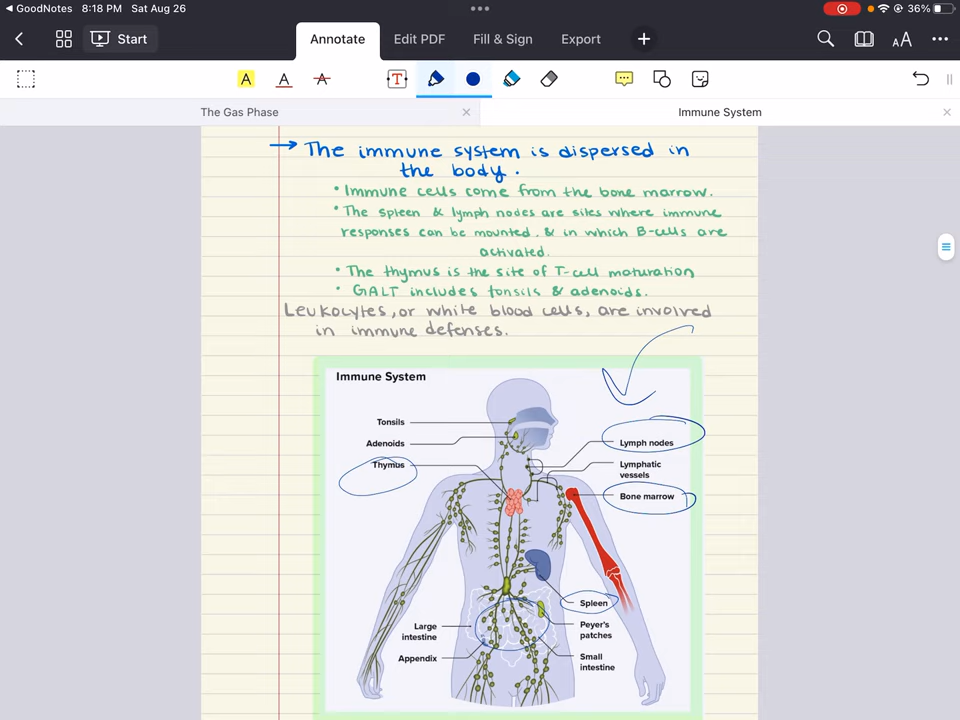 GoodNotes 8:18 PM Sat Aug 26 36%
Start Annotate Edit PDF Fill & Sign Export
The Gas Phase Immune System
→ The immune system is dispersed in
the body.
• Immune cells come from the bone marrow.
• The spleen & lymph nodes are sites where immune
responses can be mounted, & in which B-cells are
activated.
• The thymus is the site of T-cell maturation
• GALT includes tonsils & adenoids.
Leukocytes, or white blood cells, are involved
in immune defenses.
Immune System
Tonsils
Adenoids
Thymus
Lymph nodes
Lymphatic
vessels
Bone marrow
Spleen
Large
intestine
Appendix
Peyer's
patches
Small
intestine